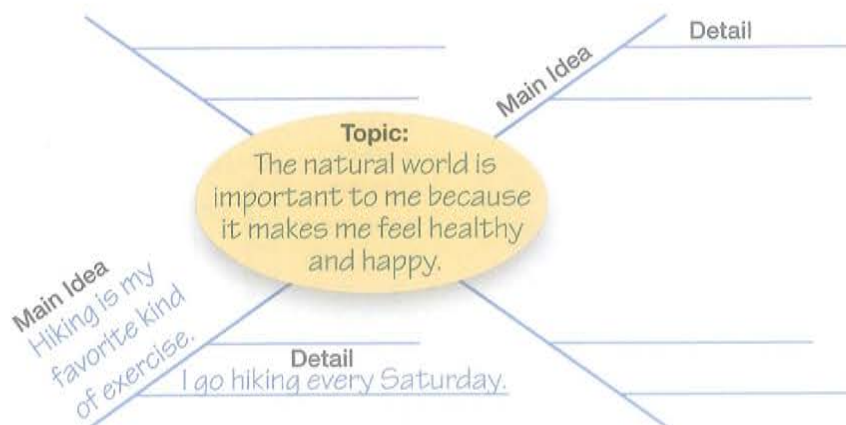 Detail
Main Idea
Topic:
The natural world is
important to me because
it makes me feel healthy
and happy.
Main Idea
Hiking is my
favorite kind
of exercise.
Detail
I go hiking every Saturday.